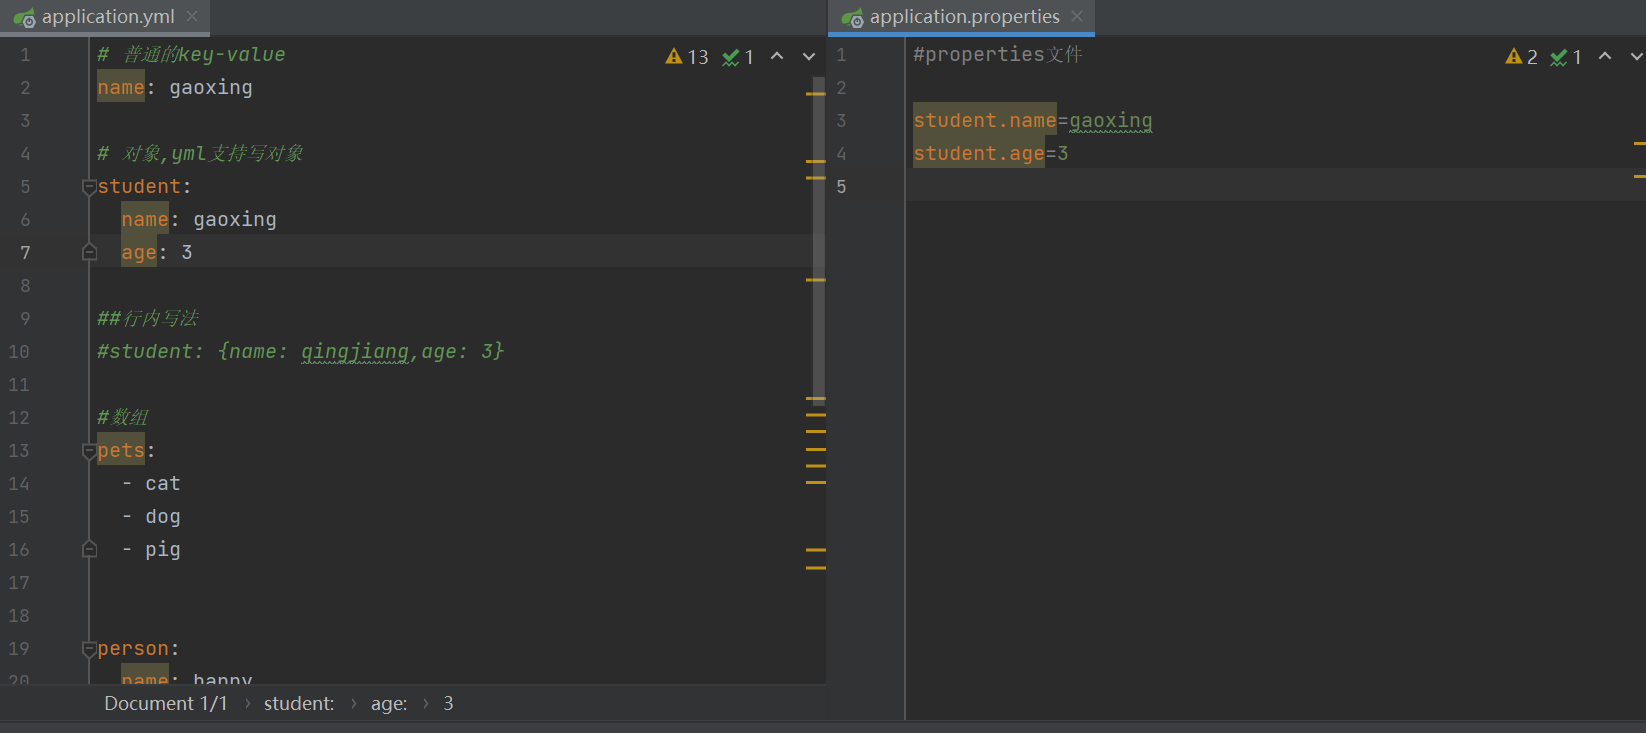 application.yml
1 # 普通的key-value
13 1
2 name: gaoxing
3
4 # 对象,yml支持写对象
5 student:
6 name: gaoxing
7 age: 3
8
9 ##行内写法
10 #student: {name: qingjiang,age: 3}
11
12 #数组
13 pets:
14 - cat
15 - dog
16 - pig
17
18
19 person:
20 name: happy
Document 1/1 › student: › age: › 3
application.properties
1 #properties文件
2 1
2
3 student.name=gaoxing
4 student.age=3
5